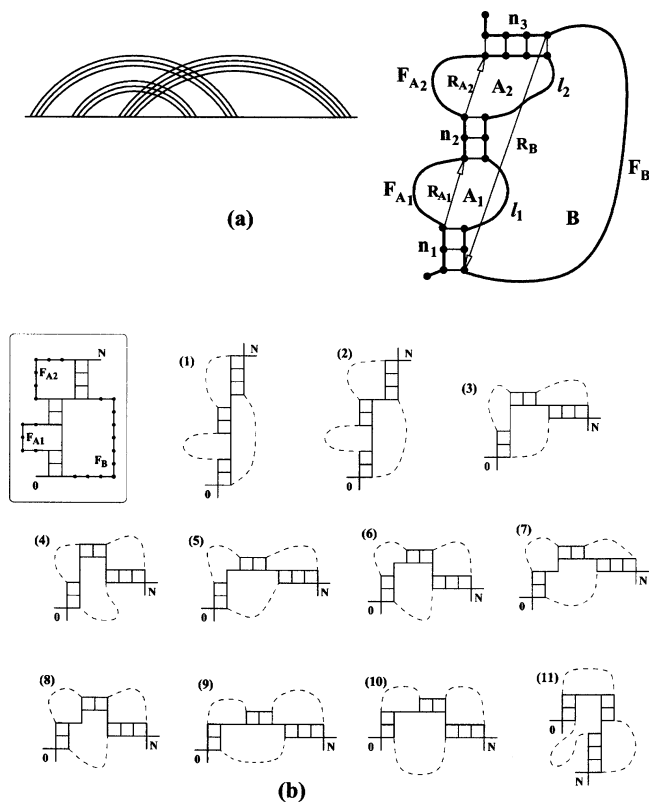 (a)
n3
FA2
RA2
A2
l2
n2
RB
FB
FA1
RA1
A1
l1
B
n1
N
FA2
FA1
FB
0
(1)
N
0
(2)
N
0
(3)
N
0
(4)
N
0
(5)
N
0
(6)
N
0
(7)
N
0
(8)
N
0
(9)
N
0
(10)
N
0
(11)
0
N
(b)